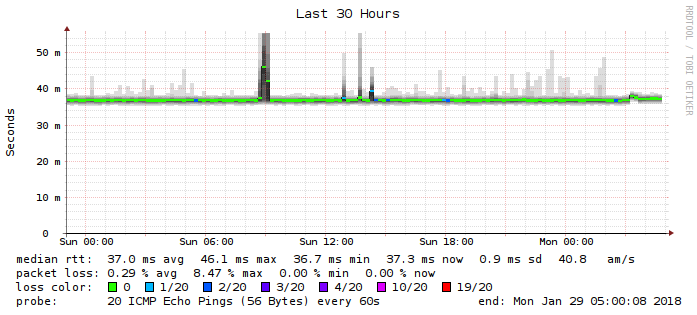 Last 30 Hours
RRDTOOL / TOBI OETIKER
Seconds
50 m
40 m
30 m
20 m
10 m
0
Sun 00:00 Sun 06:00 Sun 12:00 Sun 18:00 Mon 00:00
median rtt: 37.0 ms avg 46.1 ms max 36.7 ms min 37.3 ms now 0.9 ms sd 40.8 am/s
packet loss: 0.29 % avg 8.47 % max 0.00 % min 0.00 % now
loss color: 0 1/20 2/20 3/20 4/20 10/20 19/20
probe: 20 ICMP Echo Pings (56 Bytes) every 60s end: Mon Jan 29 05:00:08 2018